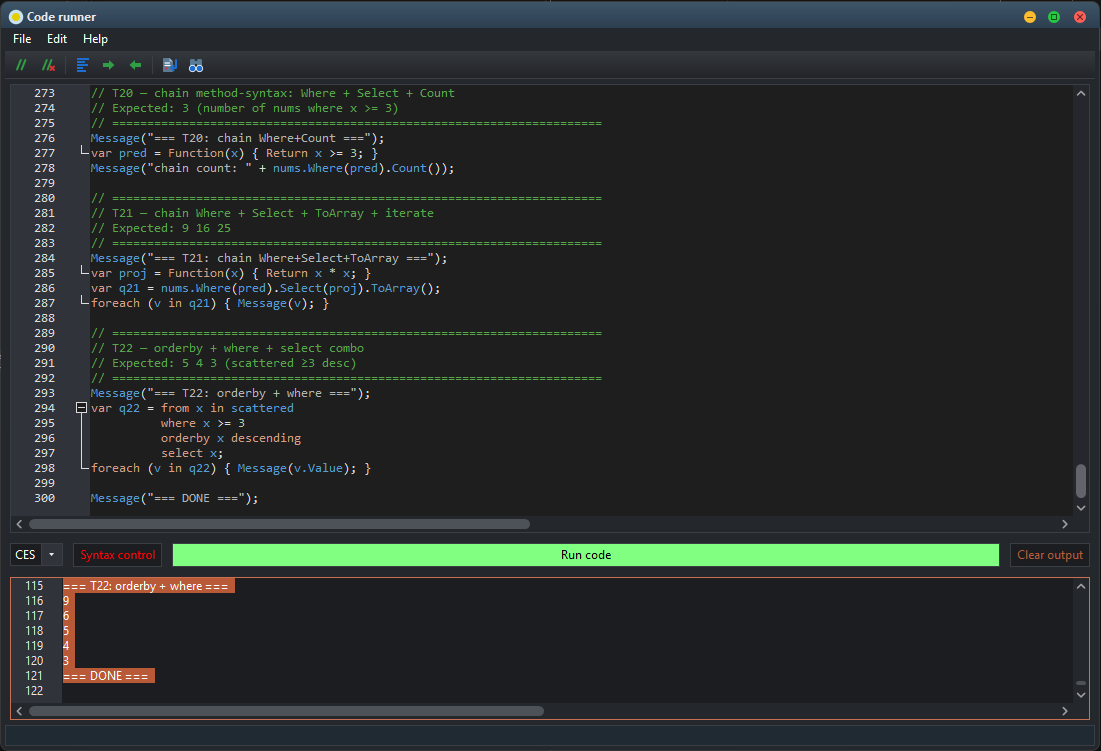 Code runner
File Edit Help
273 // T20 — chain method-syntax: Where + Select + Count
274 // Expected: 3 (number of nums where x >= 3)
275 // ======================================================================
276 Message("=== T20: chain Where+Count ===");
277 var pred = Function(x) { Return x >= 3; }
278 Message("chain count: " + nums.Where(pred).Count());
279
280 // ======================================================================
281 // T21 — chain Where + Select + ToArray + iterate
282 // Expected: 9 16 25
283 // ======================================================================
284 Message("=== T21: chain Where+Select+ToArray ===");
285 var proj = Function(x) { Return x * x; }
286 var q21 = nums.Where(pred).Select(proj).ToArray();
287 foreach (v in q21) { Message(v); }
288
289 // ======================================================================
290 // T22 — orderby + where + select combo
291 // Expected: 5 4 3 (scattered ≥3 desc)
292 // ======================================================================
293 Message("=== T22: orderby + where ===");
294 var q22 = from x in scattered
295 where x >= 3
296 orderby x descending
297 select x;
298 foreach (v in q22) { Message(v.Value); }
299
300 Message("=== DONE ===");
CES Syntax control Run code Clear output
115 === T22: orderby + where ===
116 9
117 6
118 5
119 4
120 3
121 === DONE ===
122